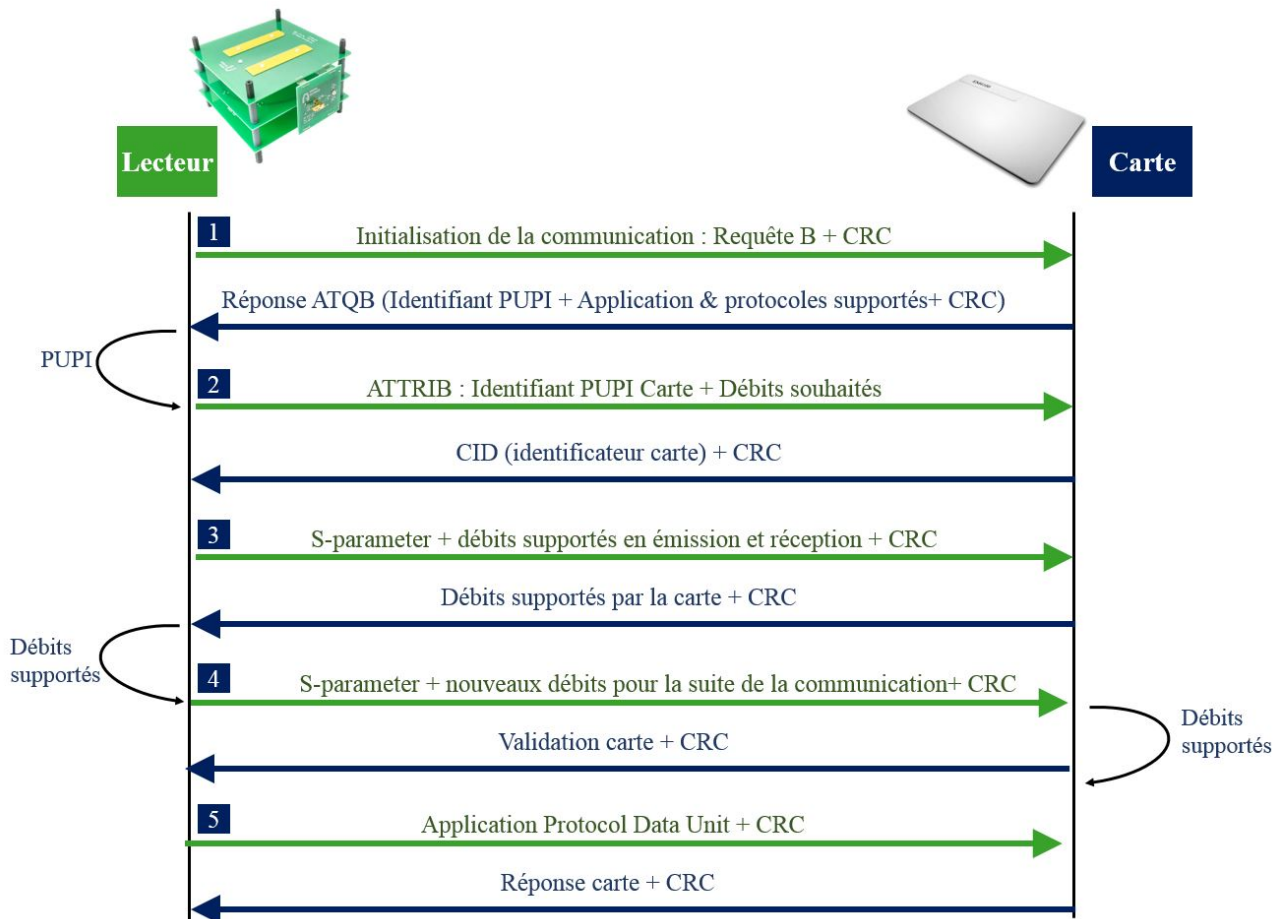 Lecteur
Carte
1
Initialisation de la communication : Requête B + CRC
Réponse ATQB (Identifiant PUPI + Application & protocoles supportés+ CRC)
PUPI
2
ATTRIB : Identifiant PUPI Carte + Débits souhaités
CID (identificateur carte) + CRC
3
S-parameter + débits supportés en émission et réception + CRC
Débits supportés par la carte + CRC
Débits
supportés
4
S-parameter + nouveaux débits pour la suite de la communication+ CRC
Débits
supportés
Validation carte + CRC
5
Application Protocol Data Unit + CRC
Réponse carte + CRC